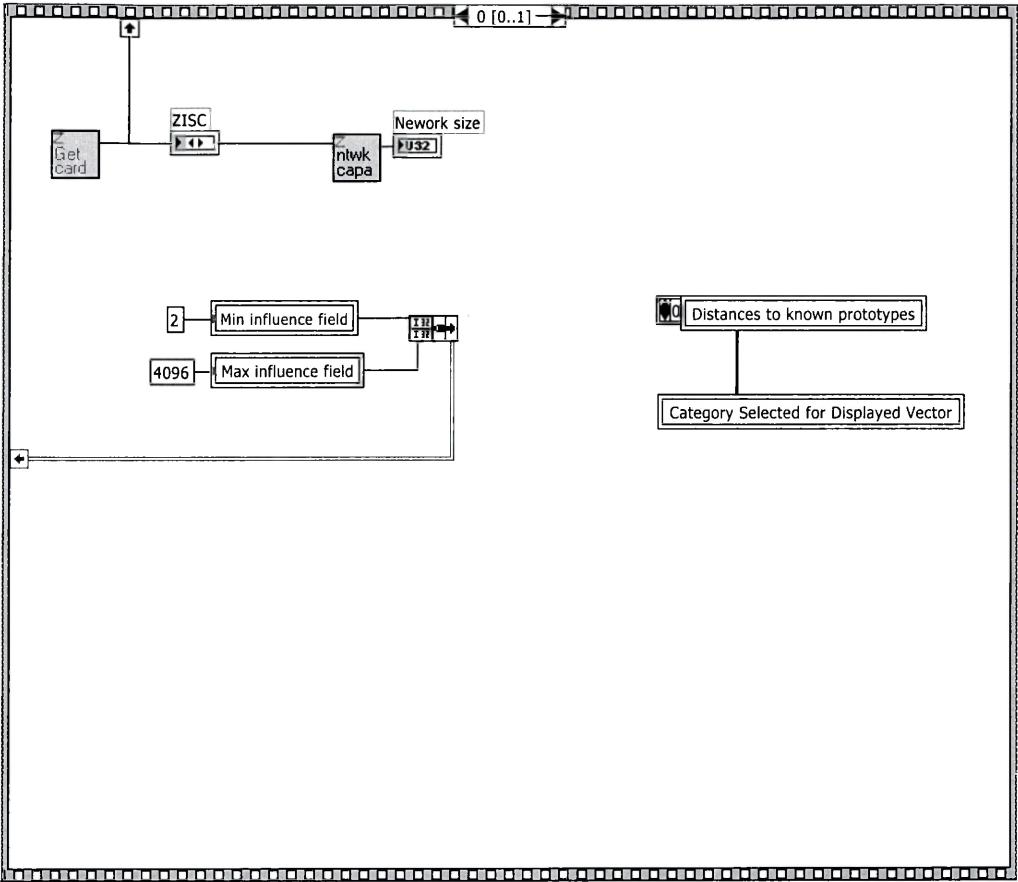 0 [0..1]
ZISC
Nework size
Z
Get
card
Z
ntwk
capa
U32
2
Min influence field
I32
I32
4096
Max influence field
0
Distances to known prototypes
Category Selected for Displayed Vector